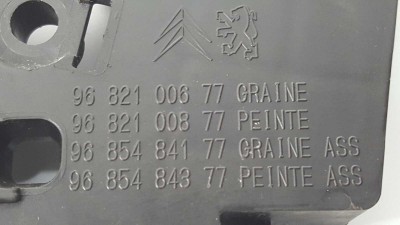 96 821 006 77 GRAINE
96 821 008 77 PEINTE
96 854 841 77 GRAINE ASS
96 854 843 77 PEINTE ASS